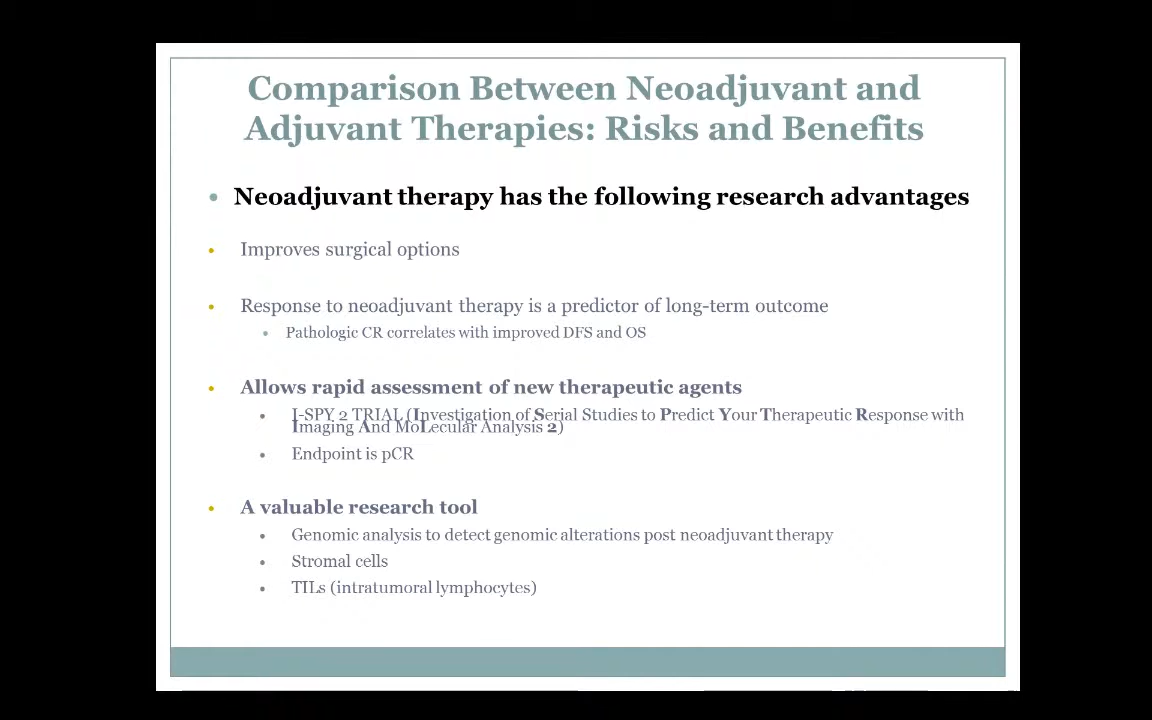 Comparison Between Neoadjuvant and
Adjuvant Therapies: Risks and Benefits
• Neoadjuvant therapy has the following research advantages
• Improves surgical options
• Response to neoadjuvant therapy is a predictor of long-term outcome
• Pathologic CR correlates with improved DFS and OS
• Allows rapid assessment of new therapeutic agents
• I-SPY 2 TRIAL (Investigation of Serial Studies to Predict Your Therapeutic Response with
Imaging And MoLecular Analysis 2)
• Endpoint is pCR
• A valuable research tool
• Genomic analysis to detect genomic alterations post neoadjuvant therapy
• Stromal cells
• TILs (intratumoral lymphocytes)